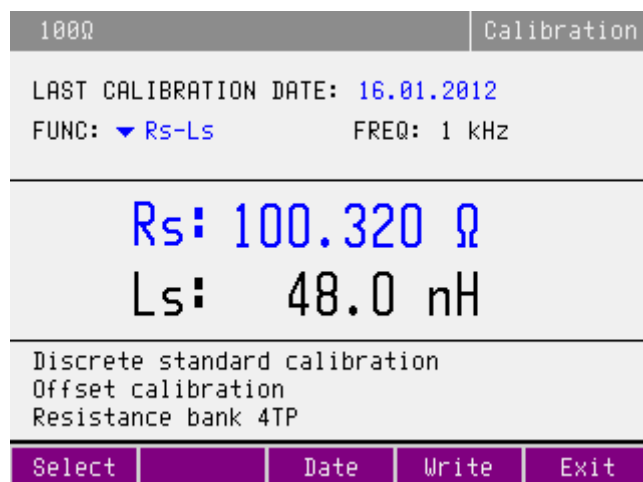 100Ω Calibration
LAST CALIBRATION DATE: 16.01.2012
FUNC: ▼ Rs-Ls FREQ: 1 kHz
Rs: 100.320 Ω
Ls: 48.0 nH
Discrete standard calibration
Offset calibration
Resistance bank 4TP
Select Date Write Exit